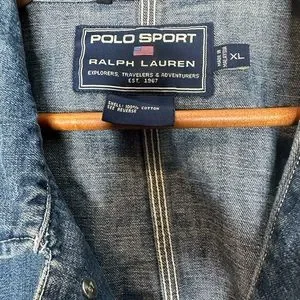 POLO SPORT
RALPH LAUREN
EXPLORERS, TRAVELERS & ADVENTURERS
EST. 1967
XL
SHELL: 100% COTTON
SEE REVERSE